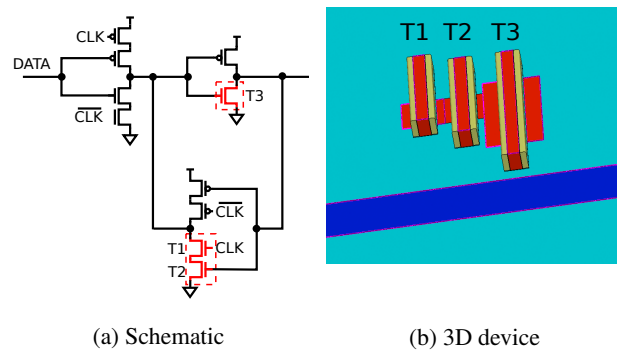 CLK
DATA
CLK
T3
CLK
T1 CLK
T2
T1 T2 T3
(a) Schematic
(b) 3D device